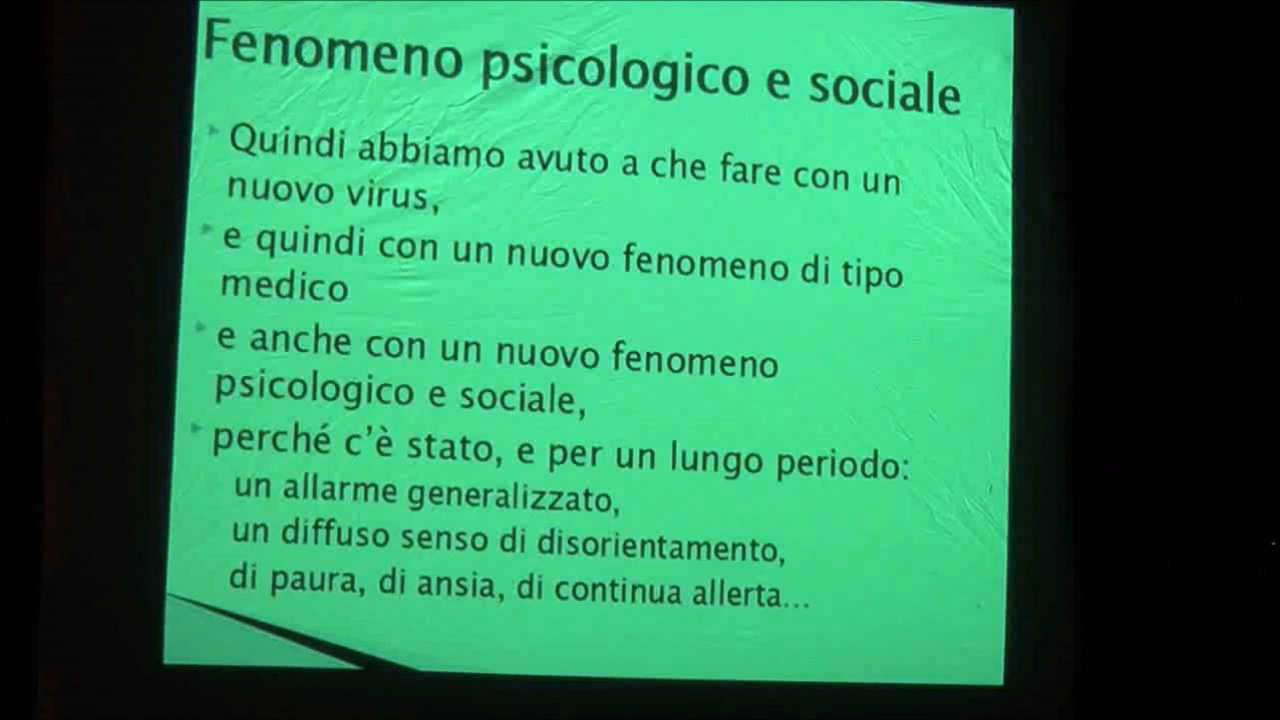 Fenomeno psicologico e sociale
Quindi abbiamo avuto a che fare con un
nuovo virus,
e quindi con un nuovo fenomeno di tipo
medico
e anche con un nuovo fenomeno
psicologico e sociale,
perché c'è stato, e per un lungo periodo:
un allarme generalizzato,
un diffuso senso di disorientamento,
di paura, di ansia, di continua allerta...